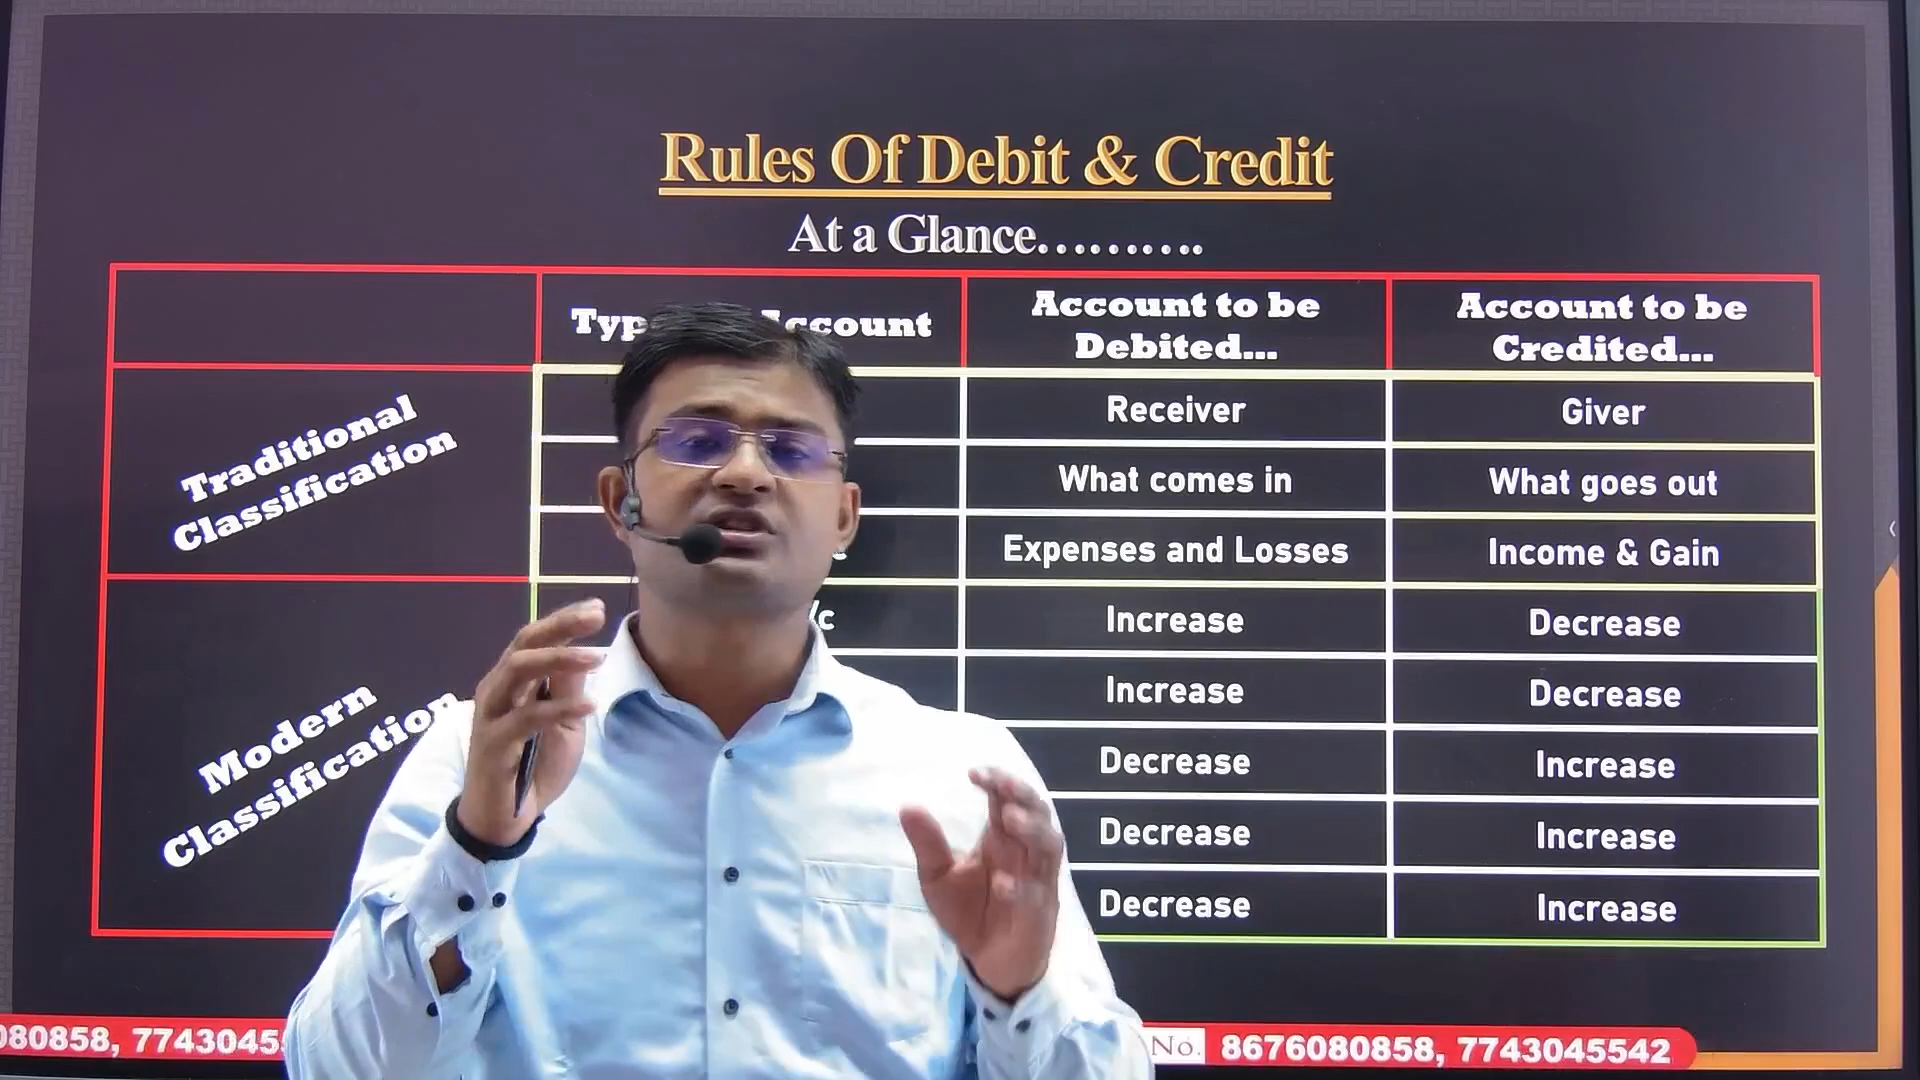 Rules Of Debit & Credit
At a Glance..........
Account to be
Debited...
Account to be
Credited...
Traditional
Classification
Receiver
Giver
What comes in
What goes out
Expenses and Losses
Income & Gain
Modern
Classification
Increase
Decrease
Increase
Decrease
Decrease
Increase
Decrease
Increase
Decrease
Increase
080858, 77430455
No. 8676080858, 7743045542